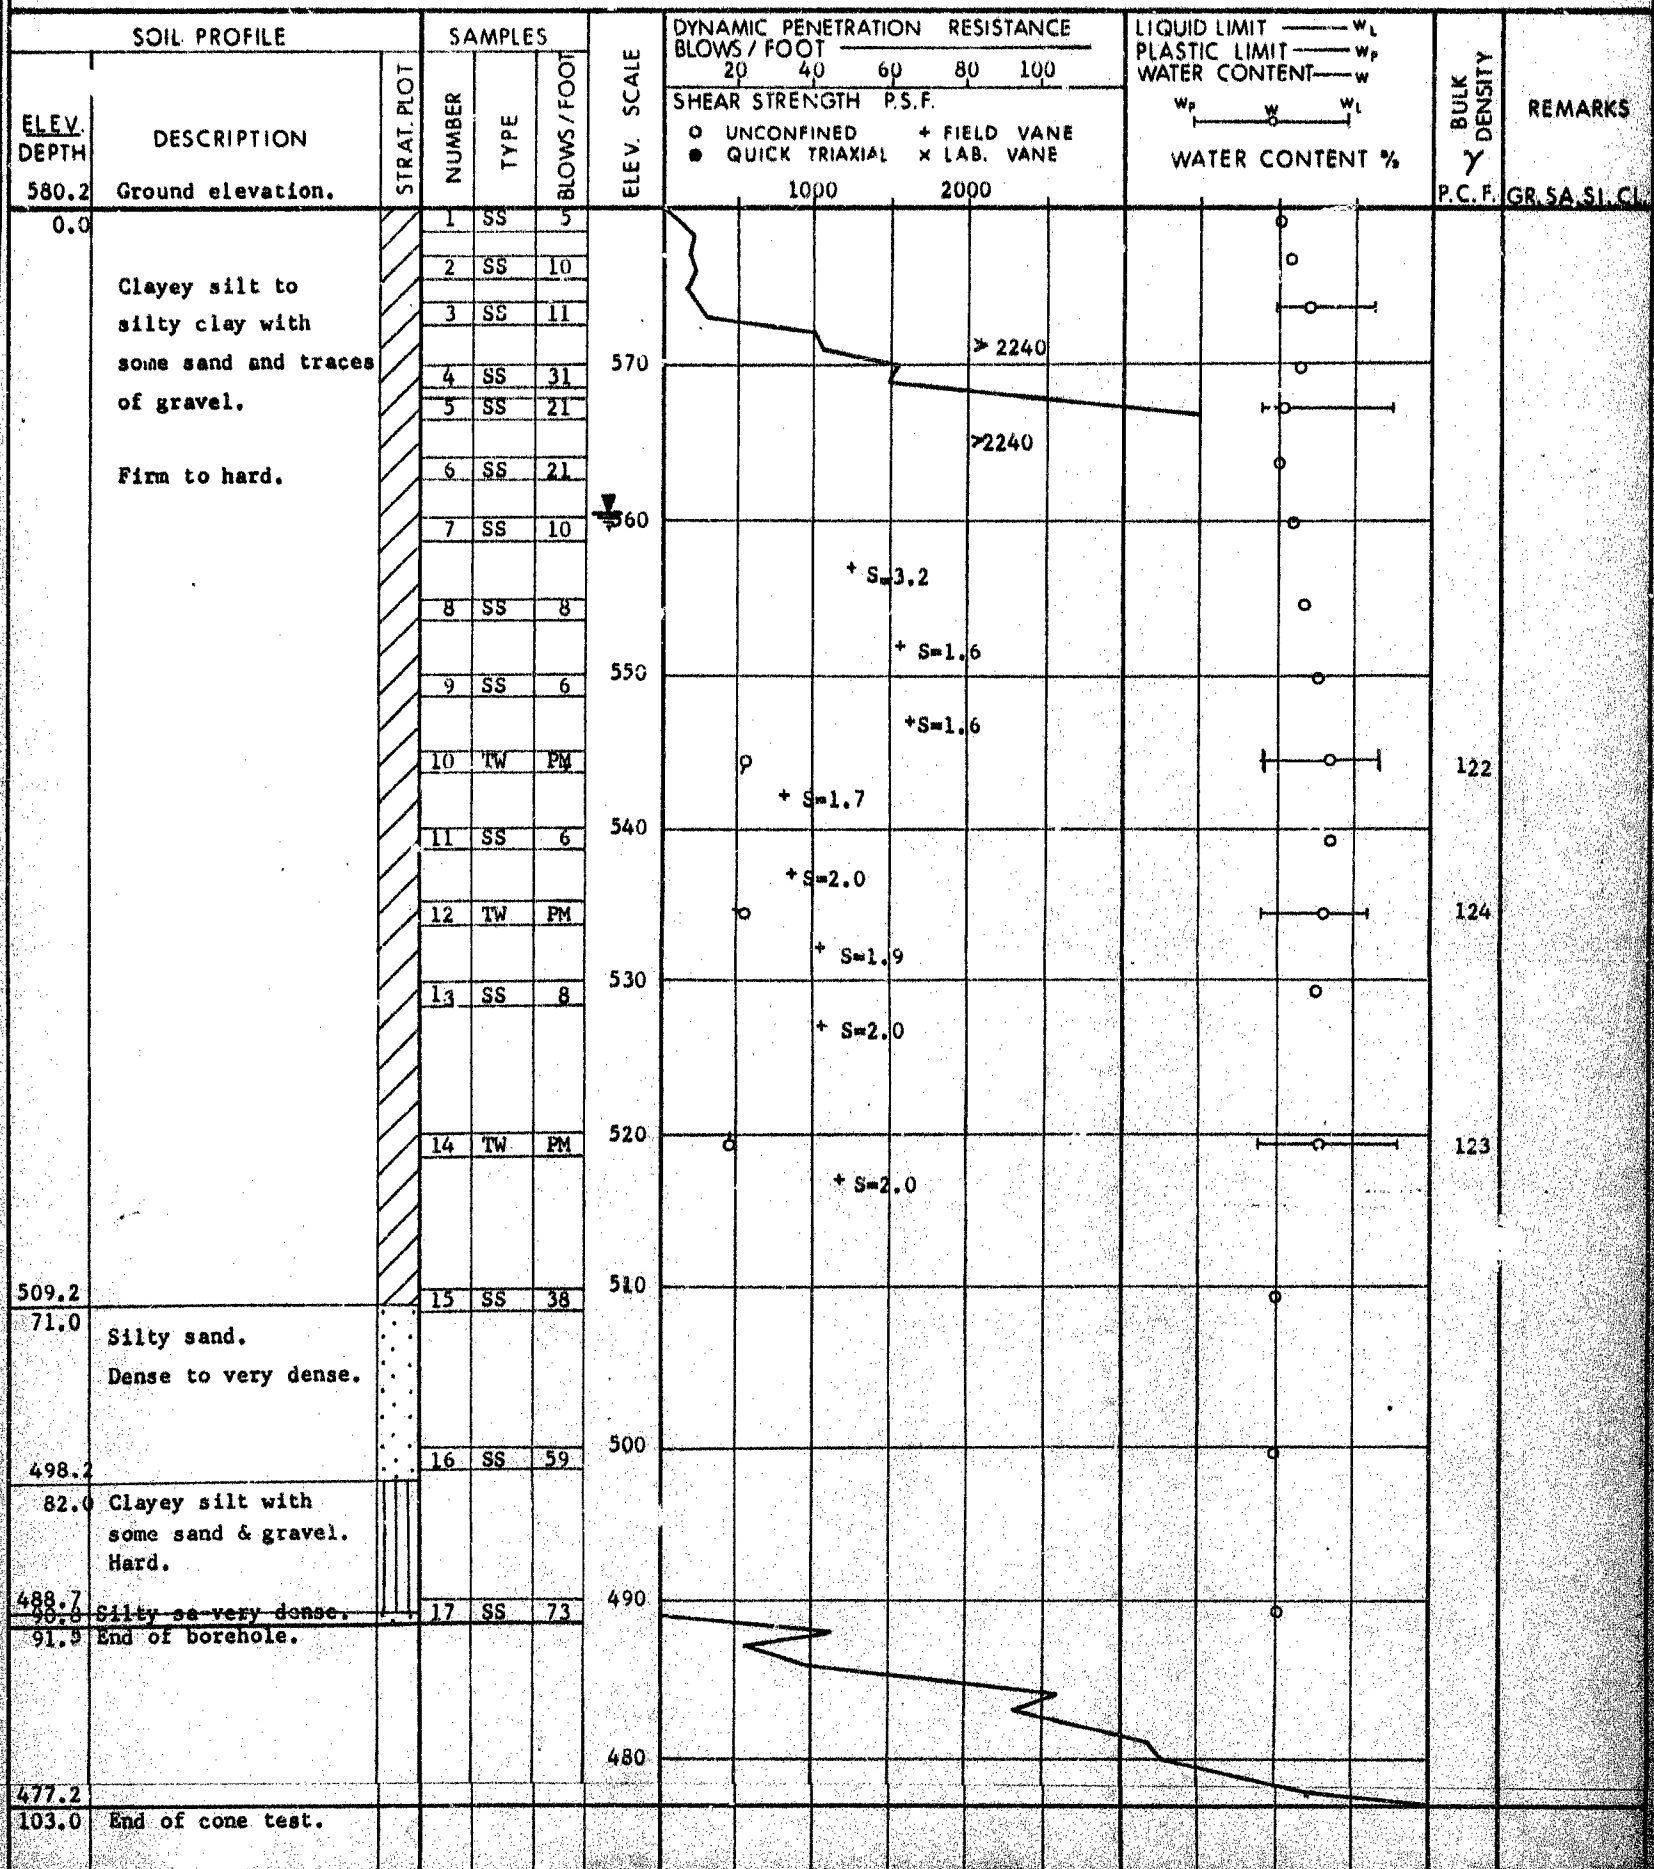 SOIL PROFILE
SAMPLES
ELEV. SCALE
DYNAMIC PENETRATION RESISTANCE
BLOWS / FOOT
20 40 60 80 100
SHEAR STRENGTH P.S.F.
UNCONFINED + FIELD VANE
QUICK TRIAXIAL × LAB. VANE
1000 2000
LIQUID LIMIT WL
PLASTIC LIMIT WP
WATER CONTENT W
WP W WL
WATER CONTENT %
BULK DENSITY
γ
P.C.F.
REMARKS
GR. SA. SI. CL.
ELEV.
DEPTH
DESCRIPTION
STRAT. PLOT
NUMBER
TYPE
BLOWS / FOOT
580.2 Ground elevation.
0.0
1 SS 5
2 SS 10
Clayey silt to
3 SS 11
silty clay with
some sand and traces
570
> 2240
4 SS 31
of gravel.
5 SS 21
>2240
Firm to hard.
6 SS 21
560
7 SS 10
+ S=3.2
8 SS 8
+ S=1.6
550
9 SS 6
+ S=1.6
10 TW PM
122
+ S=1.7
540
11 SS 6
+ S=2.0
12 TW PM
124
+ S=1.9
530
13 SS 8
+ S=2.0
520
14 TW PM
123
+ S=2.0
510
509.2
15 SS 38
71.0
Silty sand.
Dense to very dense.
500
16 SS 59
498.2
82.0 Clayey silt with
some sand & gravel.
Hard.
490
488.7
90.8 Silty sa-very dense.
17 SS 73
91.9 End of borehole.
480
477.2
103.0 End of cone test.